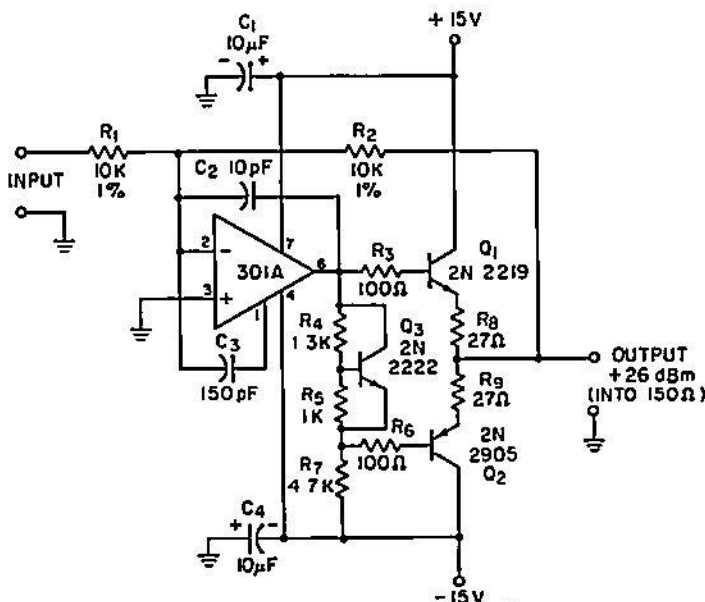 C1
10µF
- +
+15V
R1
10K
1%
INPUT
C2 10pF
R2
10K
1%
2 -
3 +
301A
7
6
4
1
C3
150pF
R3
100Ω
Q1
2N 2219
R4
1 3K
Q3
2N
2222
R8
27Ω
R5
1K
R9
27Ω
OUTPUT
+26 dBm
(INTO 150Ω)
R6
100Ω
2N
2905
Q2
R7
4 7K
C4
+ -
10µF
-15V